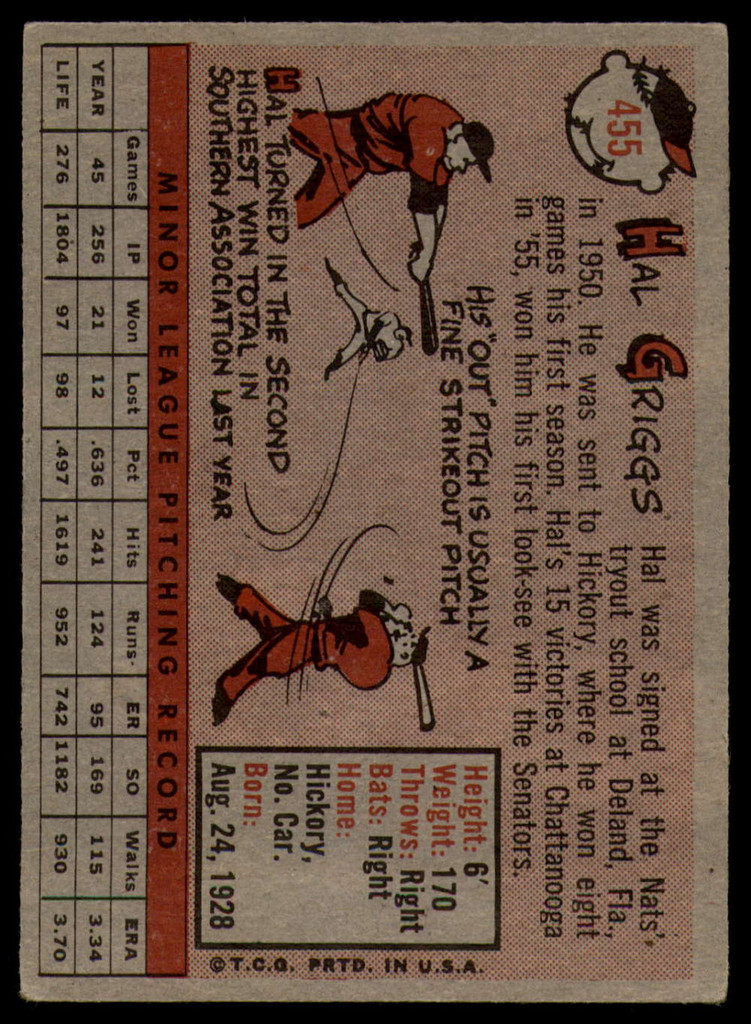 455
HAL GRIGGS
Hal was signed at the Nats'
tryout school at Deland, Fla.,
in 1950. He was sent to Hickory, where he won eight
games his first season. Hal's 15 victories at Chattanooga
in '55, won him his first look-see with the Senators.
HIS "OUT" PITCH IS USUALLY A
FINE STRIKEOUT PITCH
HAL TURNED IN THE SECOND
HIGHEST WIN TOTAL IN
SOUTHERN ASSOCIATION LAST YEAR
Height: 6'
Weight: 170
Throws: Right
Bats: Right
Home:
Hickory,
No. Car.
Born:
Aug. 24, 1928
© T.C.G. PRTD. IN U.S.A.
MINOR LEAGUE PITCHING RECORD
Games IP Won Lost Pct Hits Runs ER SO Walks ERA
YEAR 45 256 21 12 .636 241 124 95 169 115 3.34
LIFE 276 1804 97 98 .497 1619 952 742 1182 930 3.70